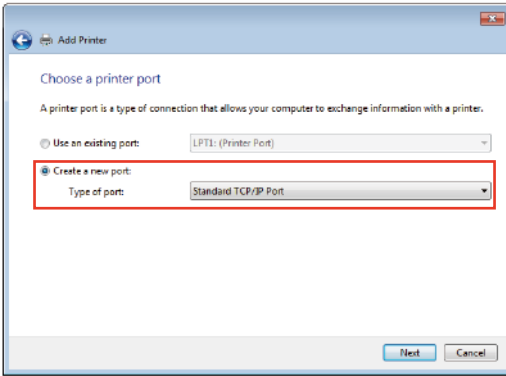 Add Printer
Choose a printer port
A printer port is a type of connection that allows your computer to exchange information with a printer.
Use an existing port: LPT1: (Printer Port)
Create a new port:
Type of port: Standard TCP/IP Port
Next Cancel